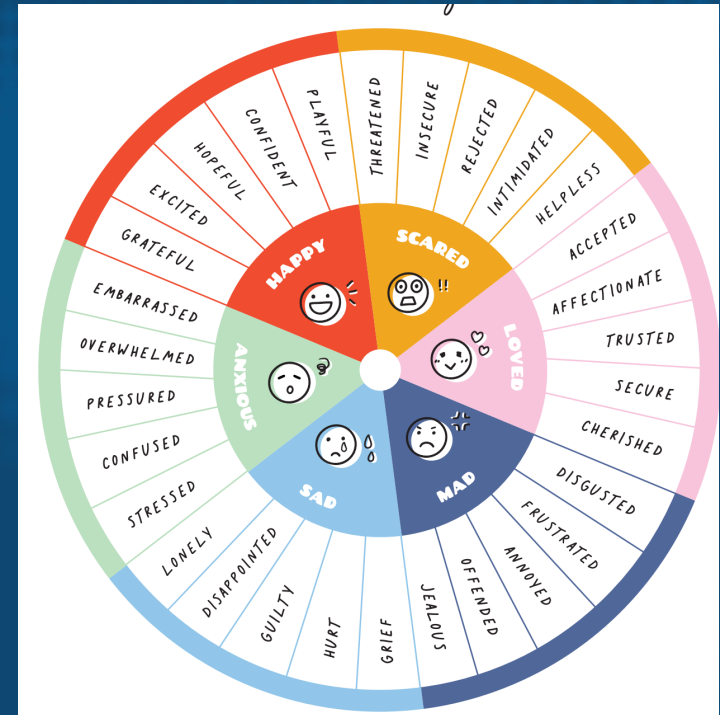 HAPPY
GRATEFUL
EXCITED
HOPEFUL
CONFIDENT
PLAYFUL
SCARED
THREATENED
INSECURE
REJECTED
INTIMIDATED
HELPLESS
LOVED
ACCEPTED
AFFECTIONATE
TRUSTED
SECURE
CHERISHED
MAD
DISGUSTED
FRUSTRATED
ANNOYED
OFFENDED
JEALOUS
SAD
GRIEF
HURT
GUILTY
DISAPPOINTED
LONELY
ANXIOUS
STRESSED
CONFUSED
PRESSURED
OVERWHELMED
EMBARRASSED
!!